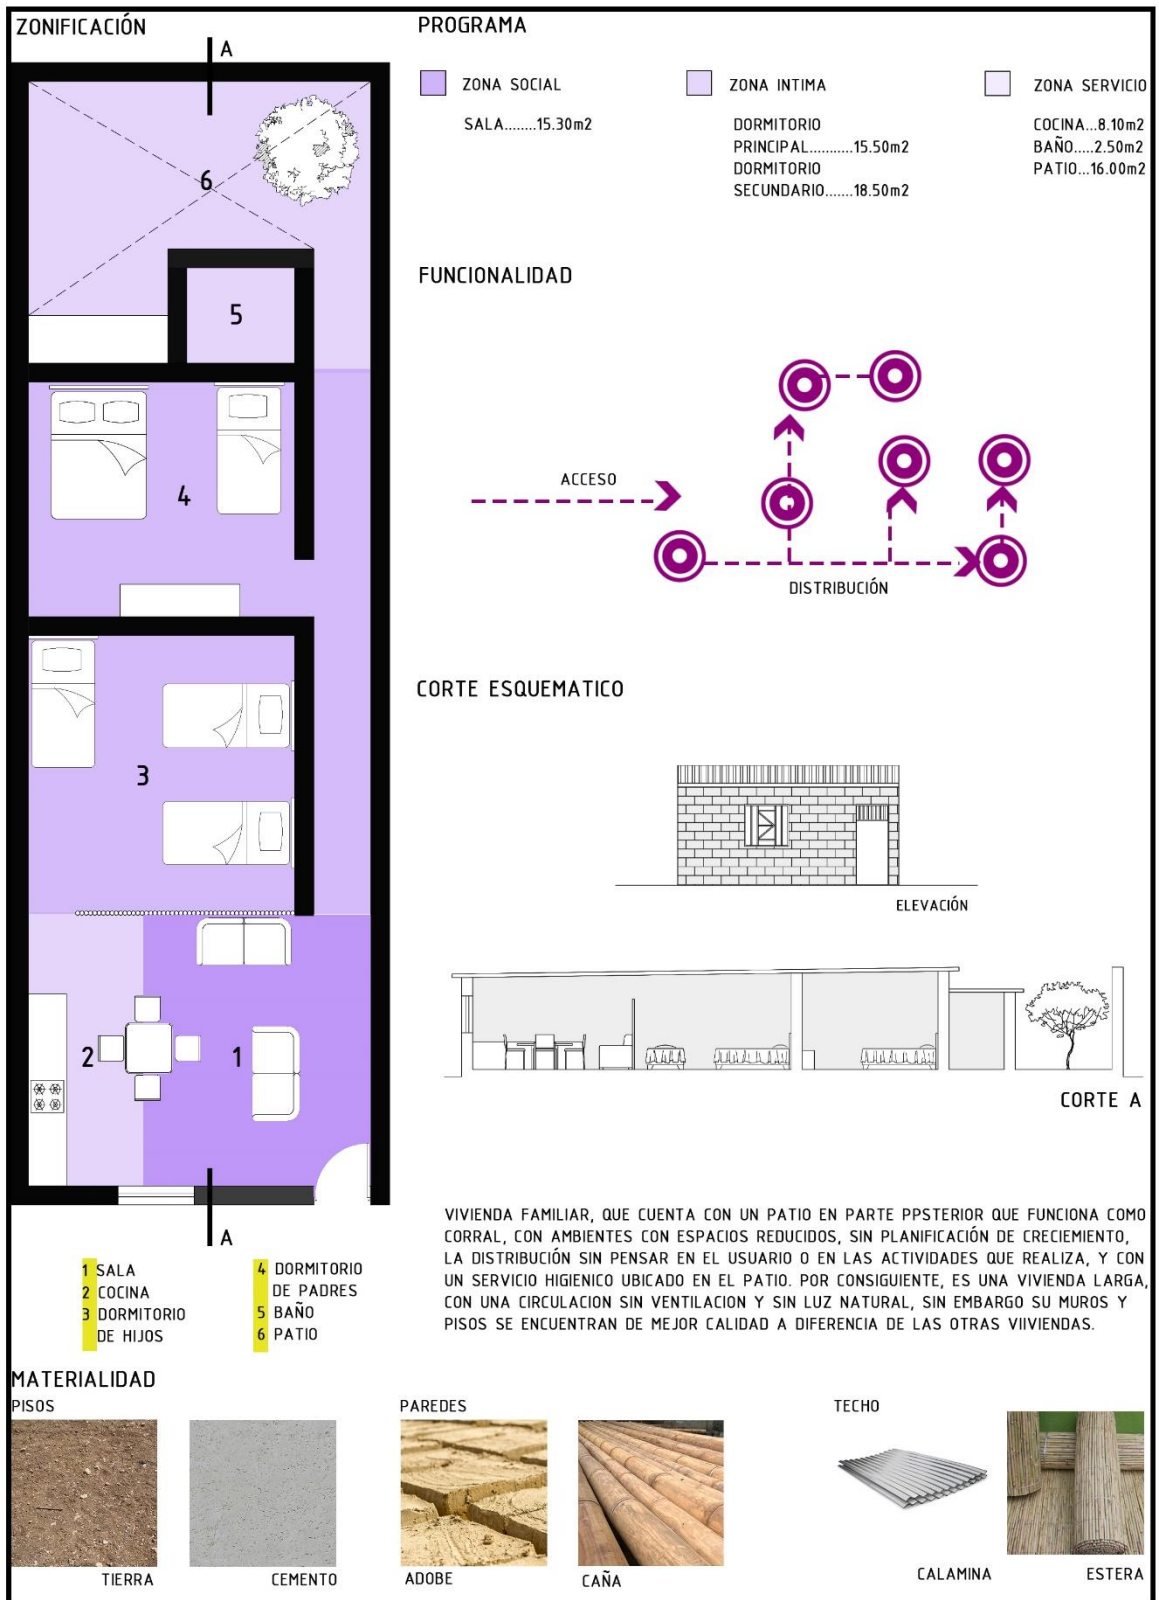 ZONIFICACIÓN
A
6
5
4
3
2
1
A
1 SALA
2 COCINA
3 DORMITORIO
DE HIJOS
4 DORMITORIO
DE PADRES
5 BAÑO
6 PATIO
PROGRAMA
ZONA SOCIAL
SALA.......15.30m2
ZONA INTIMA
DORMITORIO
PRINCIPAL..........15.50m2
DORMITORIO
SECUNDARIO......18.50m2
ZONA SERVICIO
COCINA...8.10m2
BAÑO.....2.50m2
PATIO...16.00m2
FUNCIONALIDAD
ACCESO
DISTRIBUCIÓN
CORTE ESQUEMATICO
ELEVACIÓN
CORTE A
VIVIENDA FAMILIAR, QUE CUENTA CON UN PATIO EN PARTE PPSTERIOR QUE FUNCIONA COMO
CORRAL, CON AMBIENTES CON ESPACIOS REDUCIDOS, SIN PLANIFICACIÓN DE CRECIEMIENTO,
LA DISTRIBUCIÓN SIN PENSAR EN EL USUARIO O EN LAS ACTIVIDADES QUE REALIZA, Y CON
UN SERVICIO HIGIENICO UBICADO EN EL PATIO. POR CONSIGUIENTE, ES UNA VIVIENDA LARGA,
CON UNA CIRCULACION SIN VENTILACION Y SIN LUZ NATURAL, SIN EMBARGO SU MUROS Y
PISOS SE ENCUENTRAN DE MEJOR CALIDAD A DIFERENCIA DE LAS OTRAS VIIVIENDAS.
MATERIALIDAD
PISOS
TIERRA
CEMENTO
PAREDES
ADOBE
CAÑA
TECHO
CALAMINA
ESTERA